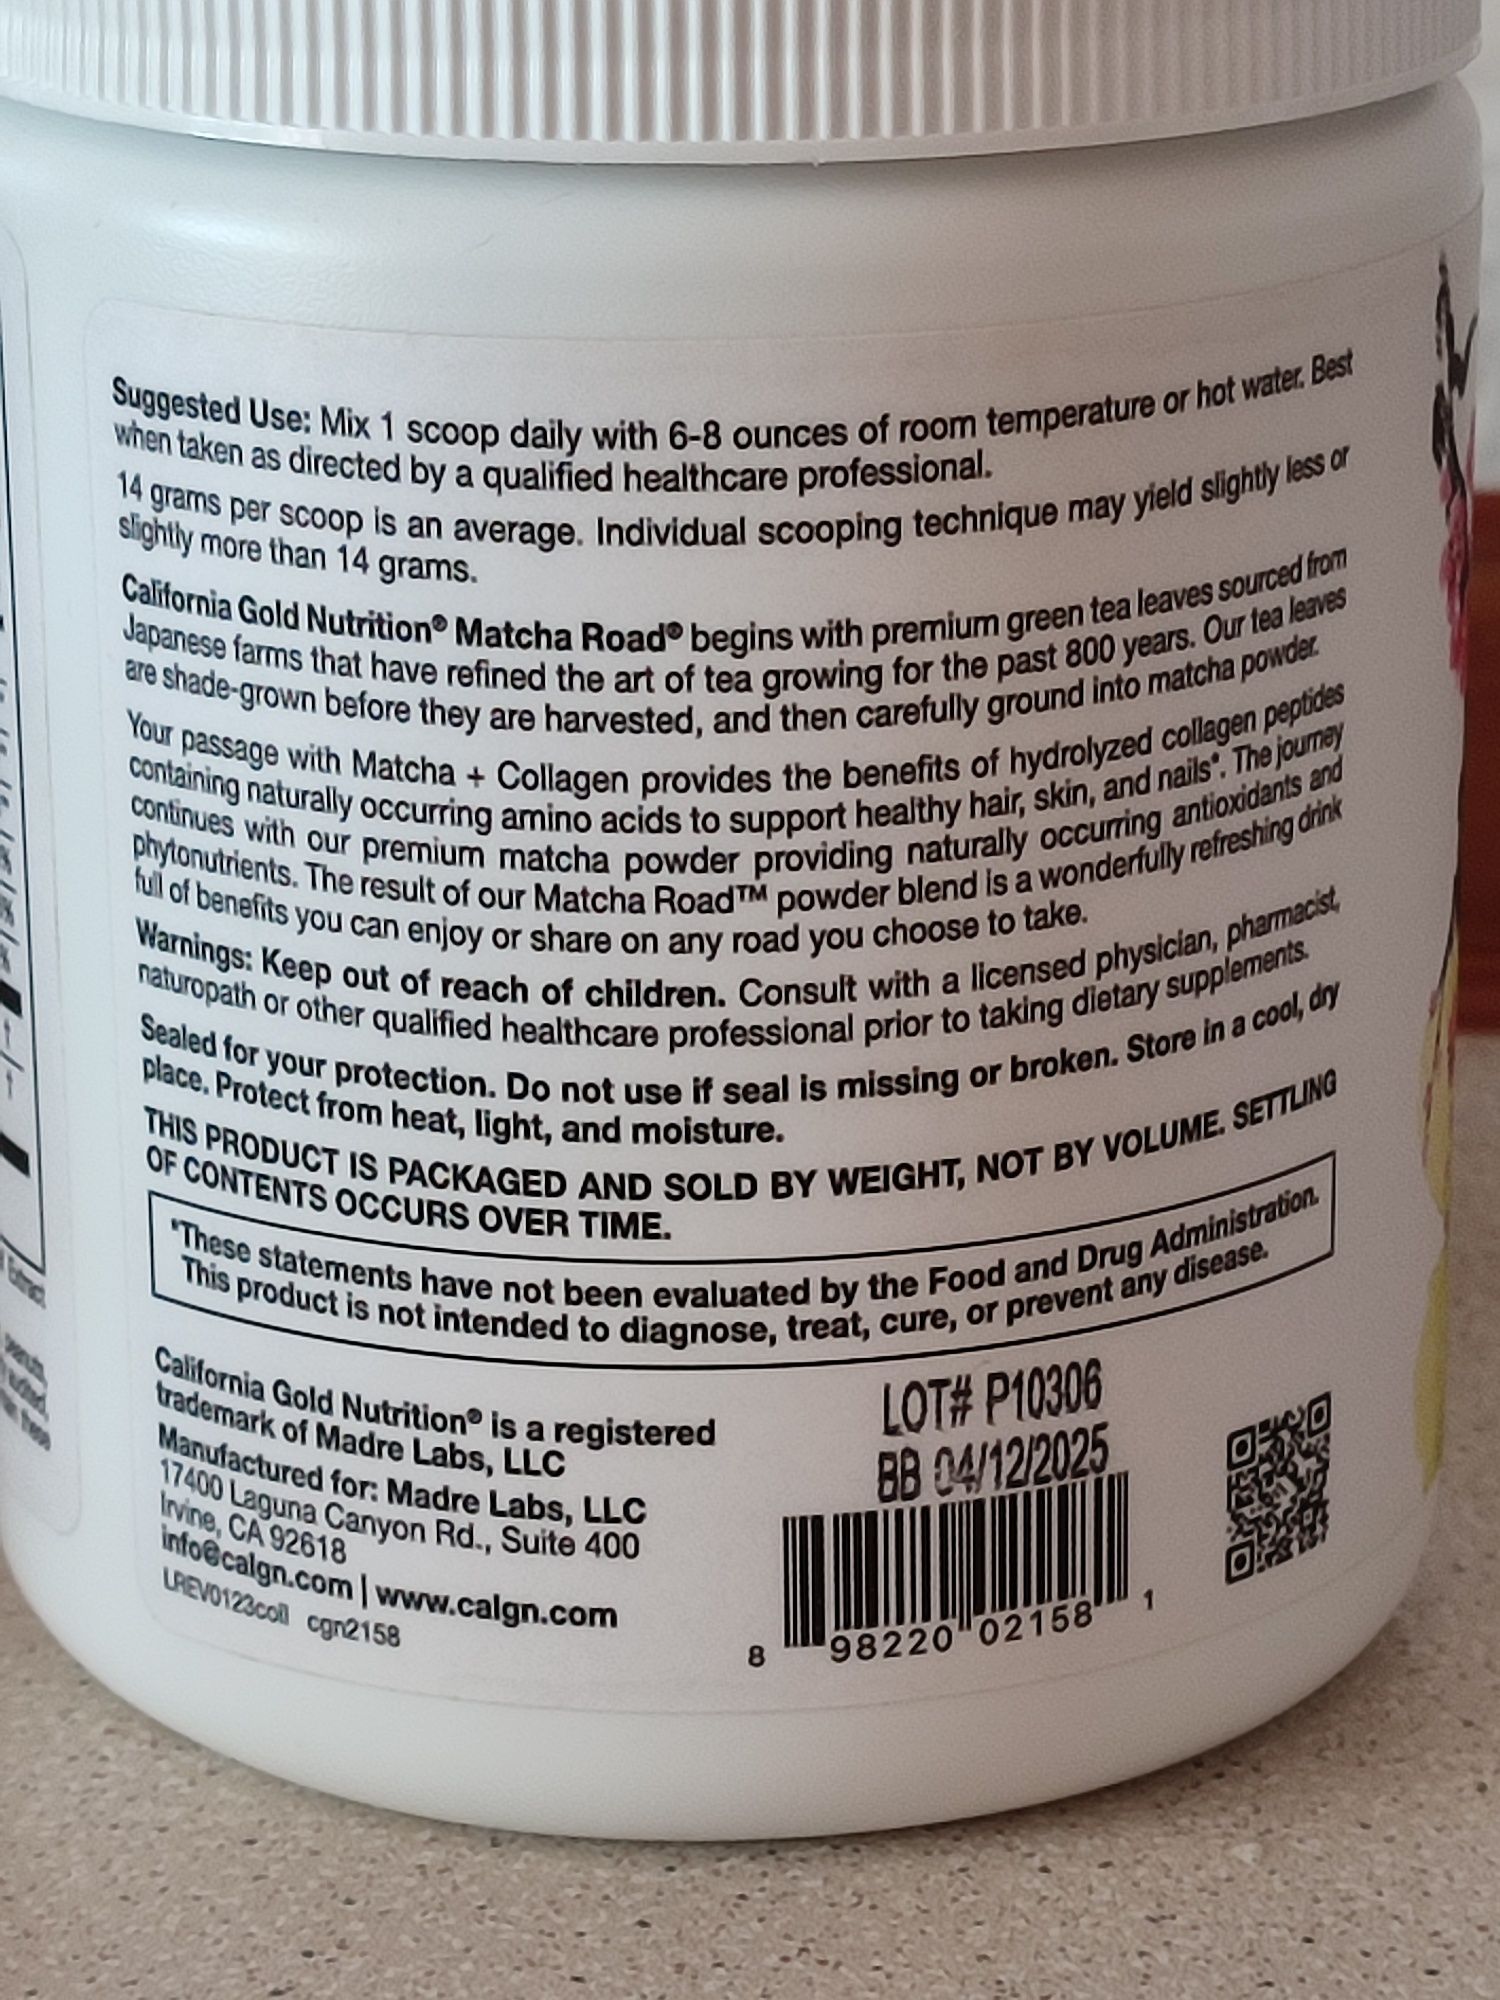 Suggested Use: Mix 1 scoop daily with 6-8 ounces of room temperature or hot water. Best
when taken as directed by a qualified healthcare professional.
14 grams per scoop is an average. Individual scooping technique may yield slightly less or
slightly more than 14 grams.
California Gold Nutrition® Matcha Road® begins with premium green tea leaves sourced from
Japanese farms that have refined the art of tea growing for the past 800 years. Our tea leaves
are shade-grown before they are harvested, and then carefully ground into matcha powder.
Your passage with Matcha + Collagen provides the benefits of hydrolyzed collagen peptides
containing naturally occurring amino acids to support healthy hair, skin, and nails*. The journey
continues with our premium matcha powder providing naturally occurring antioxidants and
phytonutrients. The result of our Matcha Road™ powder blend is a wonderfully refreshing drink
full of benefits you can enjoy or share on any road you choose to take.
Warnings: Keep out of reach of children. Consult with a licensed physician, pharmacist,
naturopath or other qualified healthcare professional prior to taking dietary supplements.
Sealed for your protection. Do not use if seal is missing or broken. Store in a cool, dry
place. Protect from heat, light, and moisture.
THIS PRODUCT IS PACKAGED AND SOLD BY WEIGHT, NOT BY VOLUME. SETTLING
OF CONTENTS OCCURS OVER TIME.
*These statements have not been evaluated by the Food and Drug Administration.
This product is not intended to diagnose, treat, cure, or prevent any disease.
California Gold Nutrition® is a registered
trademark of Madre Labs, LLC
Manufactured for: Madre Labs, LLC
17400 Laguna Canyon Rd., Suite 400
Irvine, CA 92618
info@calgn.com | www.calgn.com
LREV0123coll cgn2158
LOT# P10306
BB 04/12/2025
8 98220 02158 1
Extract